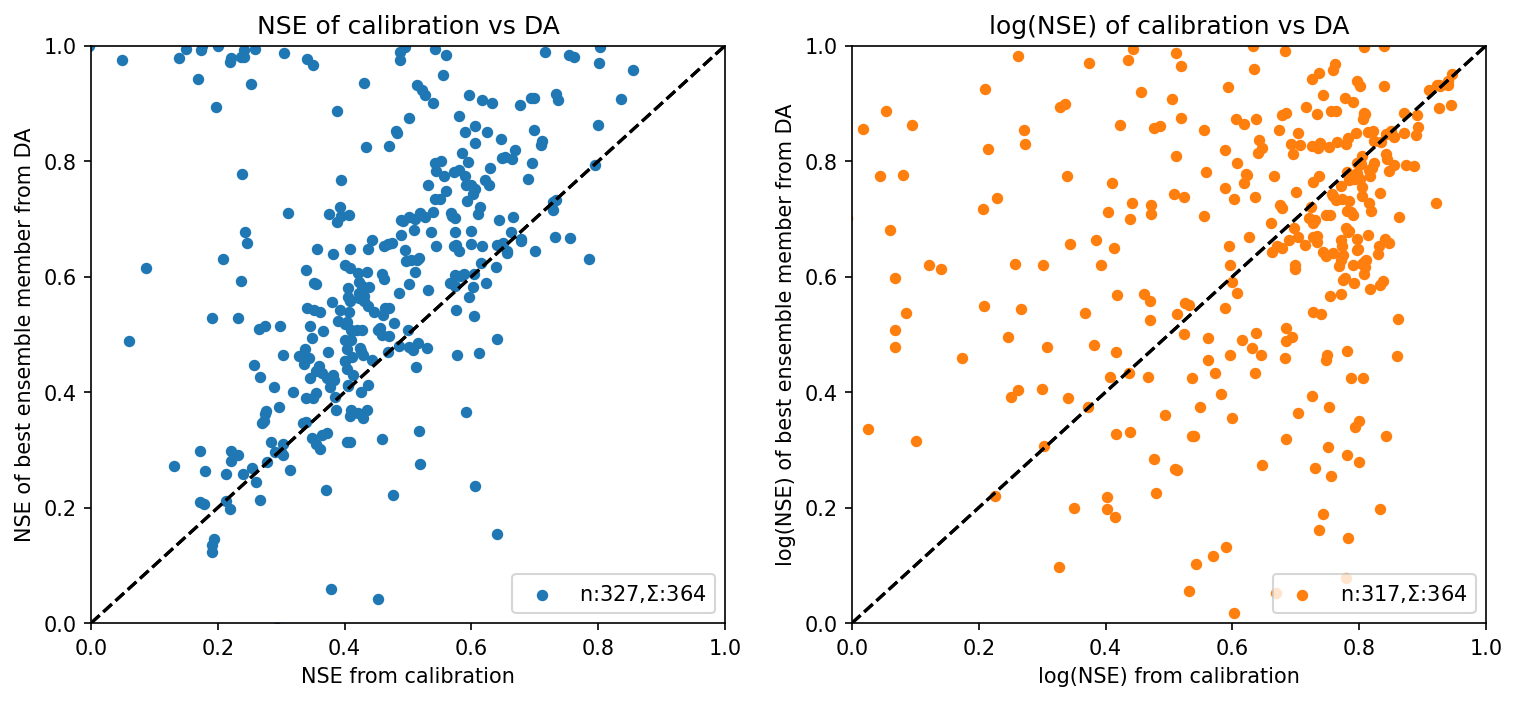 NSE of calibration vs DA
NSE of best ensemble member from DA
1.0
0.8
0.6
0.4
0.2
0.0
n:327,Σ:364
0.0 0.2 0.4 0.6 0.8 1.0
NSE from calibration
log(NSE) of calibration vs DA
log(NSE) of best ensemble member from DA
1.0
0.8
0.6
0.4
0.2
0.0
n:317,Σ:364
0.0 0.2 0.4 0.6 0.8 1.0
log(NSE) from calibration